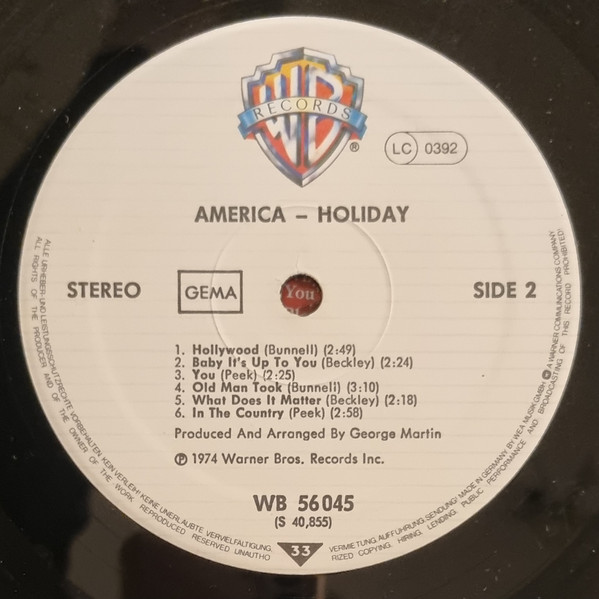 WB
RECORDS
®
LC 0392
AMERICA – HOLIDAY
STEREO
GEMA
You
SIDE 2
1. Hollywood (Bunnell) (2:49)
2. Baby It's Up To You (Beckley) (2:24)
3. You (Peek) (2:25)
4. Old Man Took (Bunnell) (3:10)
5. What Does It Matter (Beckley) (2:18)
6. In The Country (Peek) (2:58)
Produced And Arranged By George Martin
℗ 1974 Warner Bros. Records Inc.
WB 56045
(S 40,855)
33
ALLE URHEBER- UND LEISTUNGSSCHUTZRECHTE VORBEHALTEN. KEIN VERLEIH! KEINE UNERLAUBTE VERVIELFÄLTIGUNG, VERMIETUNG, AUFFÜHRUNG, SENDUNG! MADE IN GERMANY. BY WEA MUSIK GMBH A WARNER COMMUNICATIONS COMPANY
ALL RIGHTS OF THE PRODUCER AND OF THE OWNER OF THE WORK REPRODUCED RESERVED UNAUTHO RIZED COPYING, HIRING, LENDING, PUBLIC PERFORMANCE AND BROADCASTING OF THIS RECORD PROHIBITED!